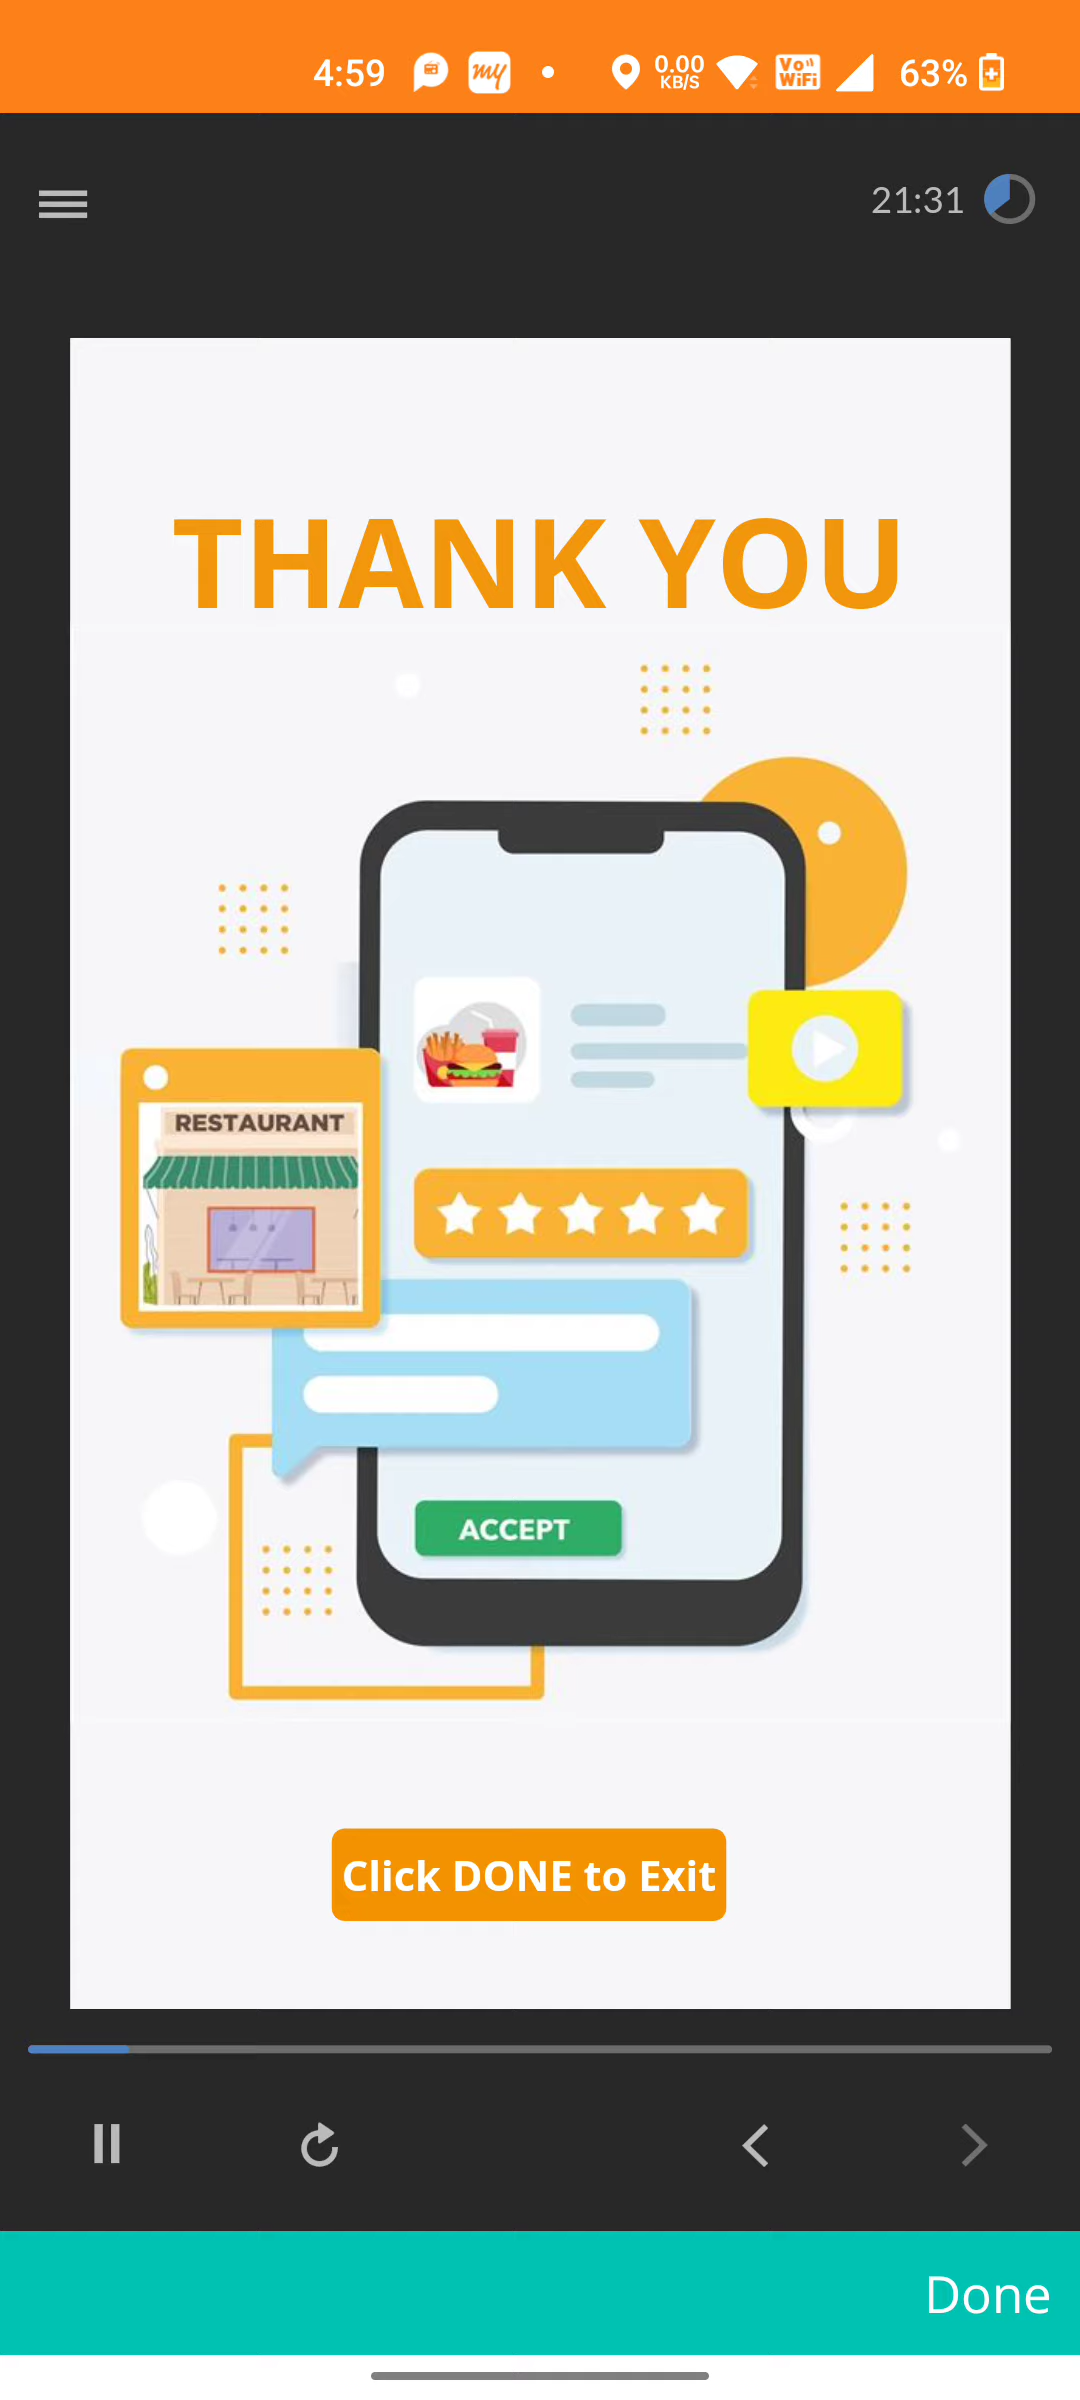 4:59 my 0.00 KB/S Vo WiFi 63%
21:31
THANK YOU
RESTAURANT
ACCEPT
Click DONE to Exit
Done